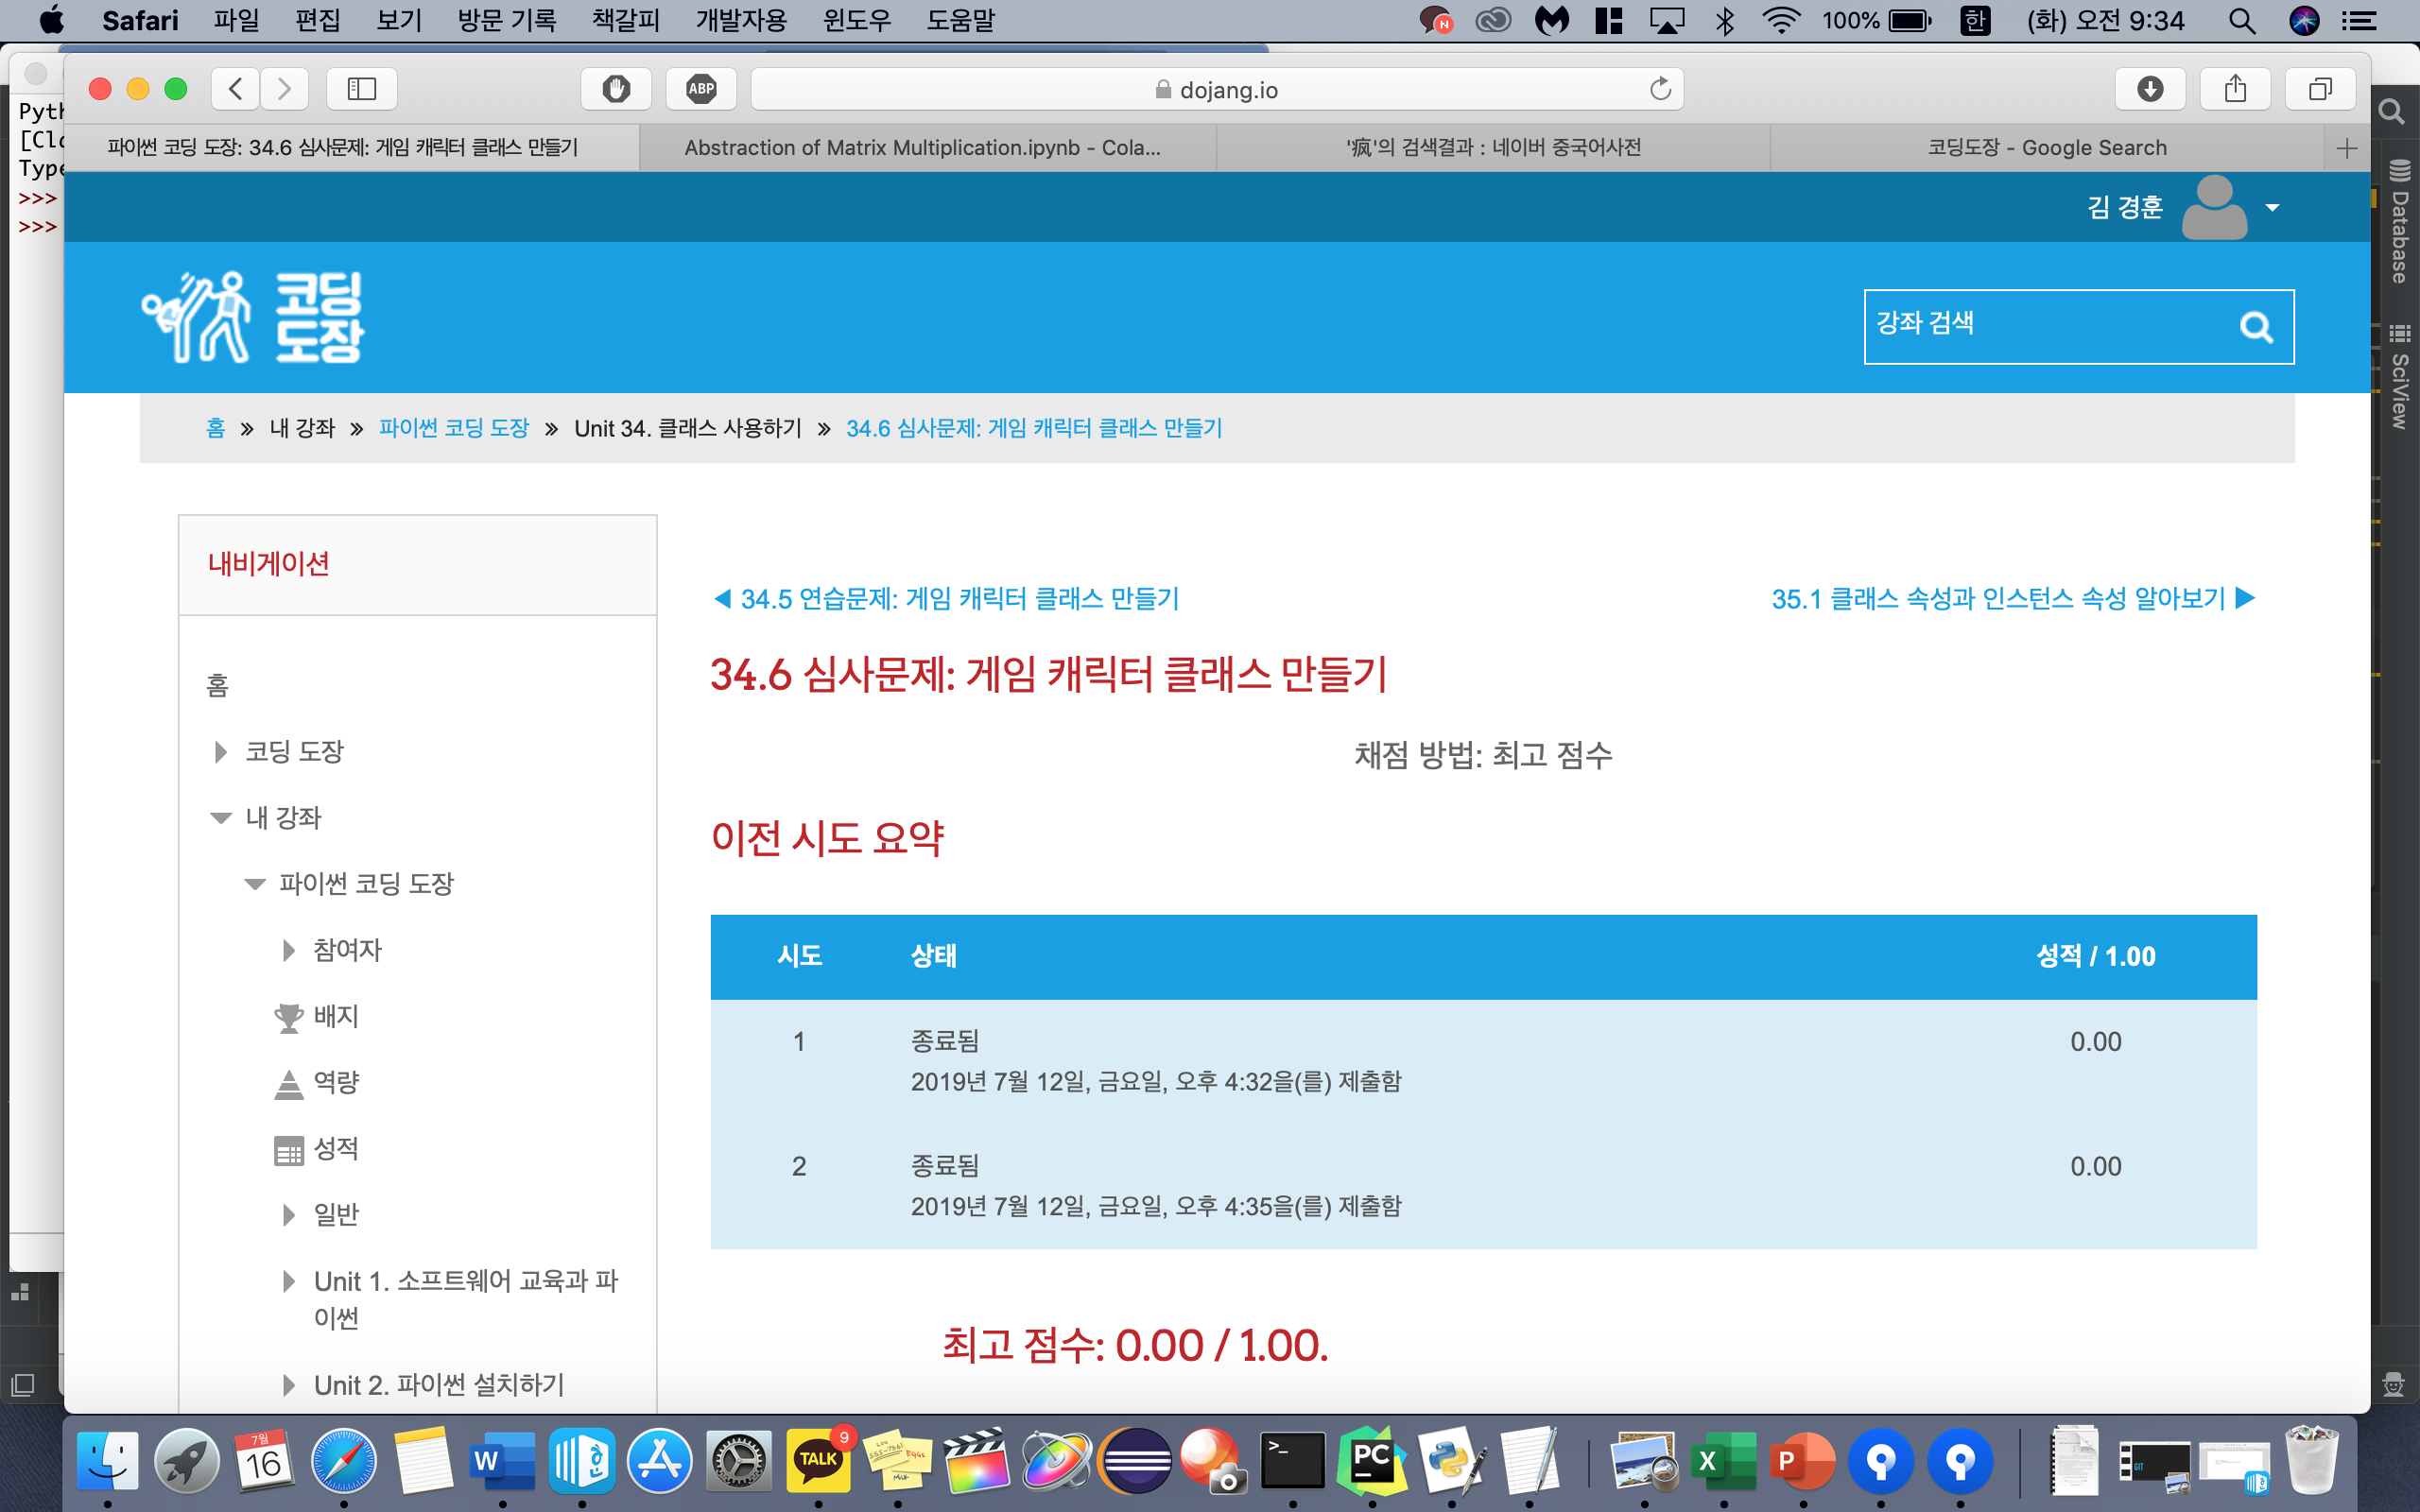 Safari 파일 편집 보기 방문 기록 책갈피 개발자용 윈도우 도움말 100% 한 (화) 오전 9:34
ABP dojang.io
파이썬 코딩 도장: 34.6 심사문제: 게임 캐릭터 클래스 만들기 Abstraction of Matrix Multiplication.ipynb - Cola... '疯'의 검색결과 : 네이버 중국어사전 코딩도장 - Google Search
>>>
>>>
Database
SciView
김 경훈
코딩
도장
강좌 검색
홈 » 내 강좌 » 파이썬 코딩 도장 » Unit 34. 클래스 사용하기 » 34.6 심사문제: 게임 캐릭터 클래스 만들기
내비게이션
홈
코딩 도장
내 강좌
파이썬 코딩 도장
참여자
배지
역량
성적
일반
Unit 1. 소프트웨어 교육과 파
이썬
Unit 2. 파이썬 설치하기
◀ 34.5 연습문제: 게임 캐릭터 클래스 만들기 35.1 클래스 속성과 인스턴스 속성 알아보기 ▶
34.6 심사문제: 게임 캐릭터 클래스 만들기
채점 방법: 최고 점수
이전 시도 요약
시도 상태 성적 / 1.00
1 종료됨 0.00
2019년 7월 12일, 금요일, 오후 4:32을(를) 제출함
2 종료됨 0.00
2019년 7월 12일, 금요일, 오후 4:35을(를) 제출함
최고 점수: 0.00 / 1.00.
7월
16
W
TALK
9
>_
PC
X
P
GIT